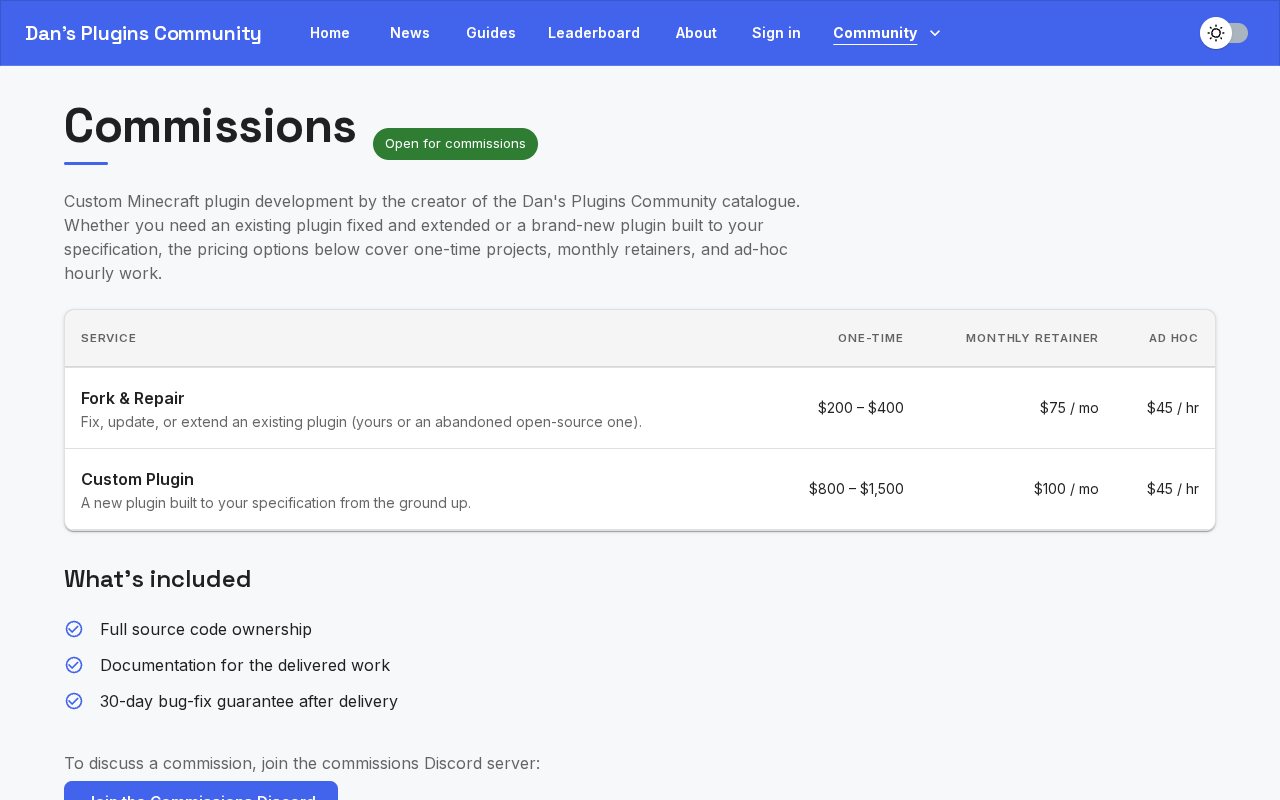 Dan's Plugins Community Home News Guides Leaderboard About Sign in Community
Commissions Open for commissions
Custom Minecraft plugin development by the creator of the Dan's Plugins Community catalogue.
Whether you need an existing plugin fixed and extended or a brand-new plugin built to your
specification, the pricing options below cover one-time projects, monthly retainers, and ad-hoc
hourly work.
SERVICE ONE-TIME MONTHLY RETAINER AD HOC
Fork & Repair
Fix, update, or extend an existing plugin (yours or an abandoned open-source one).
$200 – $400 $75 / mo $45 / hr
Custom Plugin
A new plugin built to your specification from the ground up.
$800 – $1,500 $100 / mo $45 / hr
What's included
Full source code ownership
Documentation for the delivered work
30-day bug-fix guarantee after delivery
To discuss a commission, join the commissions Discord server:
Join the Commissions Discord